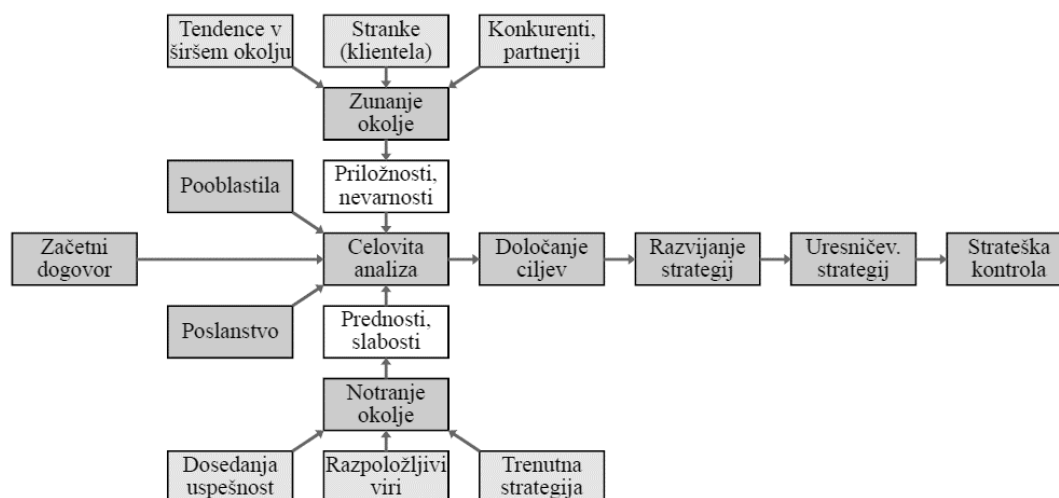 Tendence v
širšem okolju
Stranke
(klientela)
Konkurenti,
partnerji
Zunanje
okolje
Pooblastila
Priložnosti,
nevarnosti
Začetni
dogovor
Celovita
analiza
Določanje
ciljev
Razvijanje
strategij
Uresničev.
strategij
Strateška
kontrola
Poslanstvo
Prednosti,
slabosti
Notranje
okolje
Dosedanja
uspešnost
Razpoložljivi
viri
Trenutna
strategija